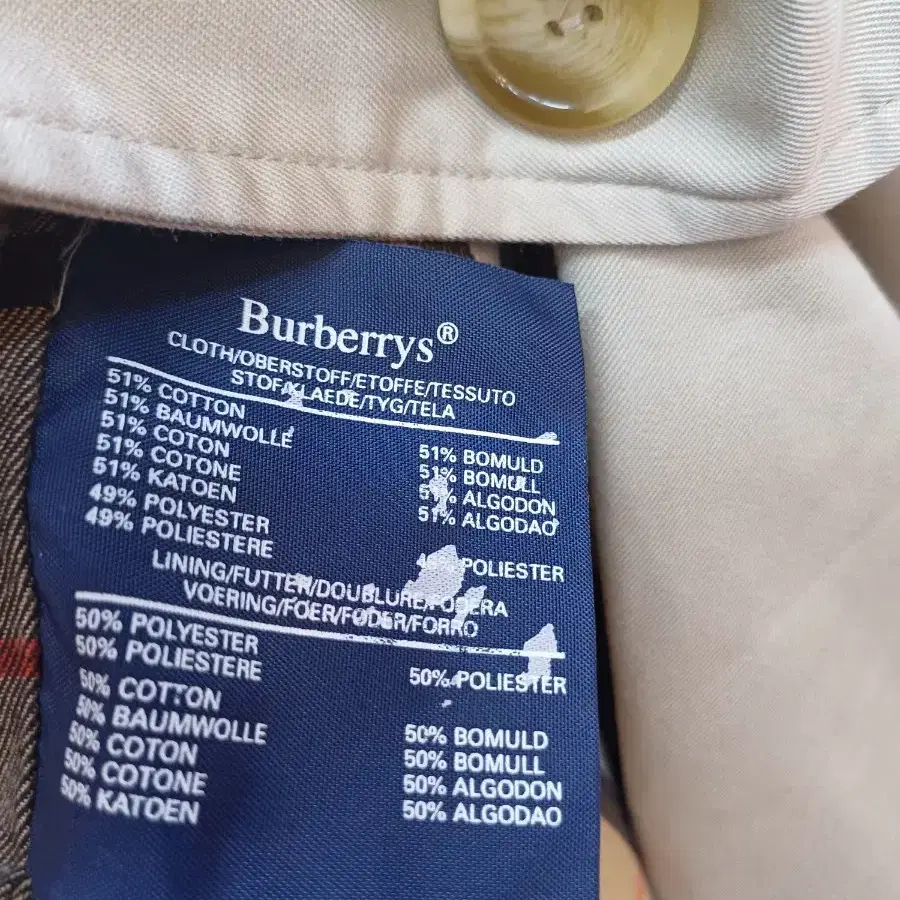 Burberrys®
CLOTH/OBERSTOFF/ETOFFE/TESSUTO
STOF/KLAEDE/TYG/TELA
51% COTTON
51% BAUMWOLLE
51% COTON
51% COTONE
51% KATOEN
49% POLYESTER
49% POLIESTERE
51% BOMULD
51% BOMULL
51% ALGODON
51% ALGODAO
POLIESTER
LINING/FUTTER/DOUBLURE/FODERA
VOERING/FOER/FODER/FORRO
50% POLYESTER
50% POLIESTERE
50% COTTON
50% BAUMWOLLE
50% COTON
50% COTONE
50% KATOEN
50% POLIESTER
50% BOMULD
50% BOMULL
50% ALGODON
50% ALGODAO